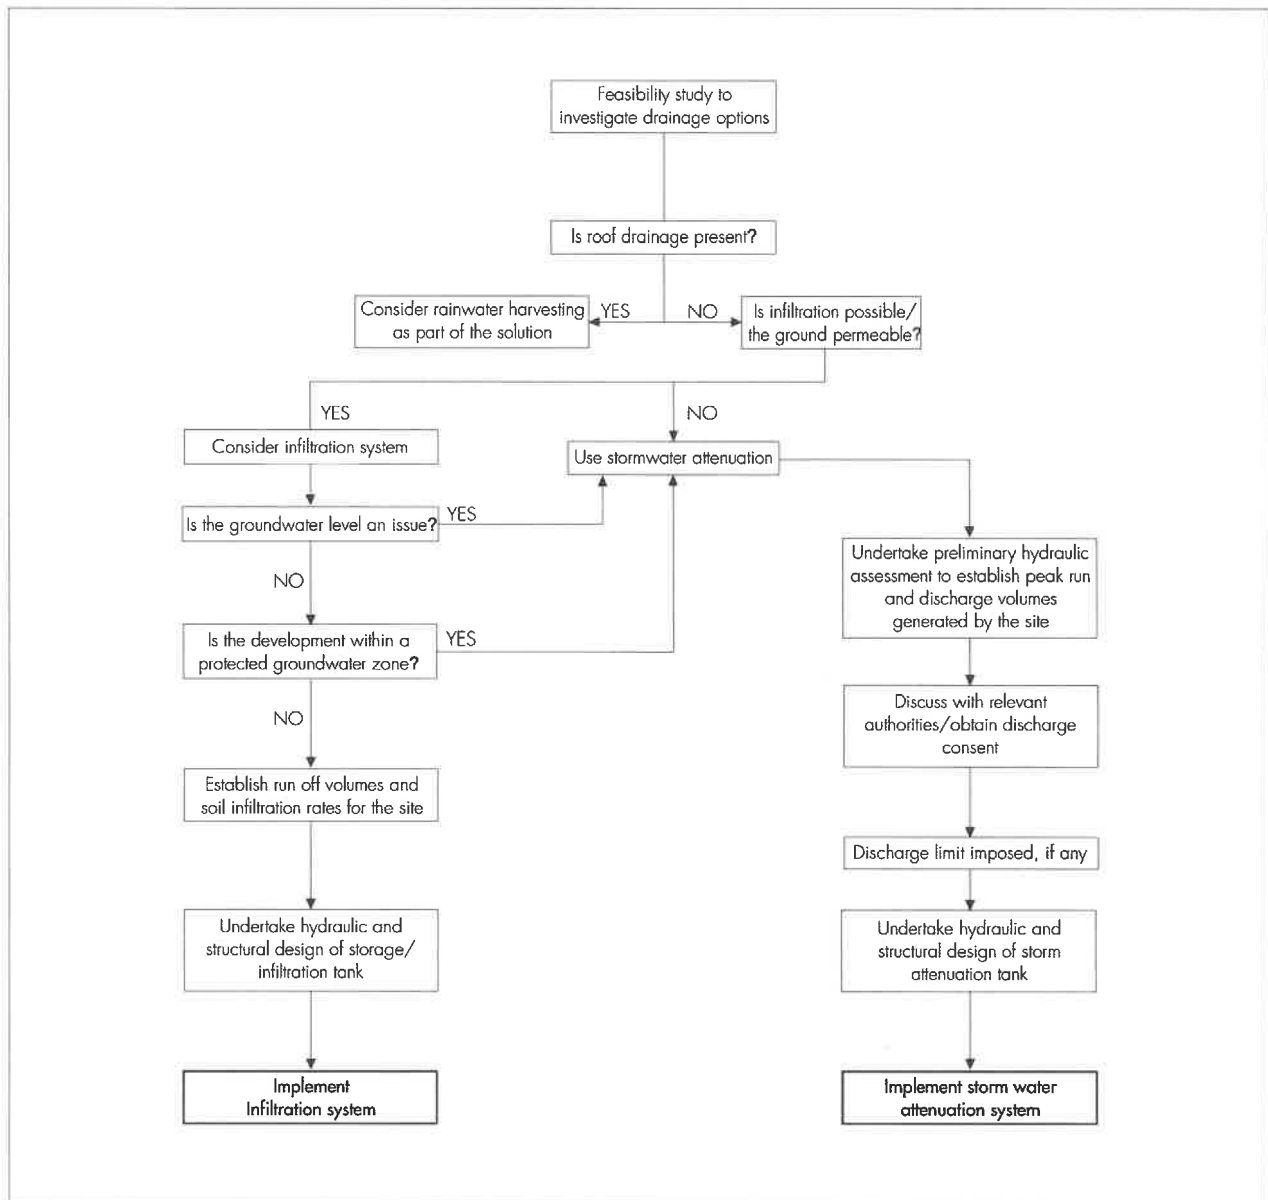 Feasibility study to
investigate drainage options
Is roof drainage present?
Consider rainwater harvesting
as part of the solution
YES
NO
Is infiltration possible/
the ground permeable?
YES
NO
Consider infiltration system
Use stormwater attenuation
Is the groundwater level an issue?
YES
NO
Is the development within a
protected groundwater zone?
YES
NO
Establish run off volumes and
soil infiltration rates for the site
Undertake hydraulic and
structural design of storage/
infiltration tank
Implement
Infiltration system
Undertake preliminary hydraulic
assessment to establish peak run
and discharge volumes
generated by the site
Discuss with relevant
authorities/obtain discharge
consent
Discharge limit imposed, if any
Undertake hydraulic and
structural design of storm
attenuation tank
Implement storm water
attenuation system